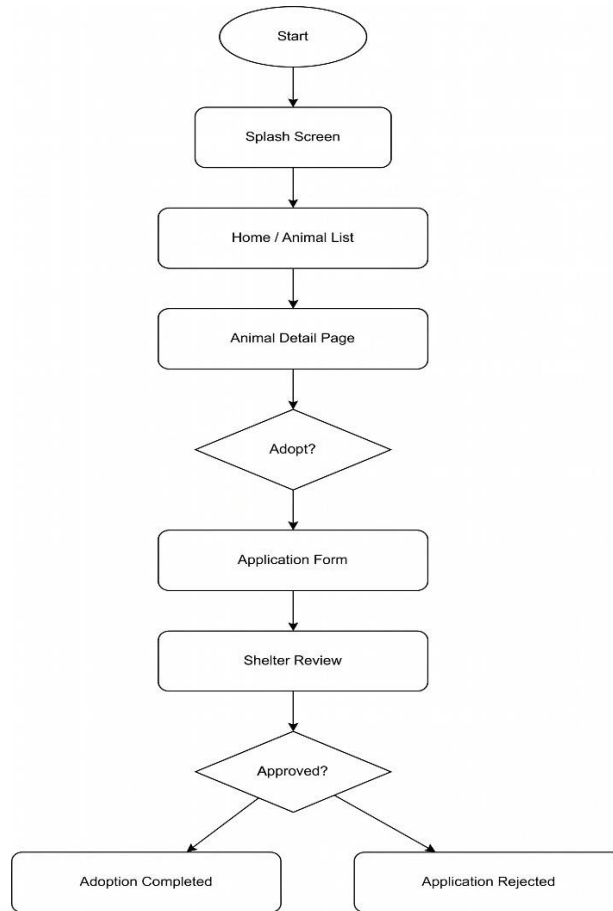 Start
Splash Screen
Home / Animal List
Animal Detail Page
Adopt?
Application Form
Shelter Review
Approved?
Adoption Completed
Application Rejected